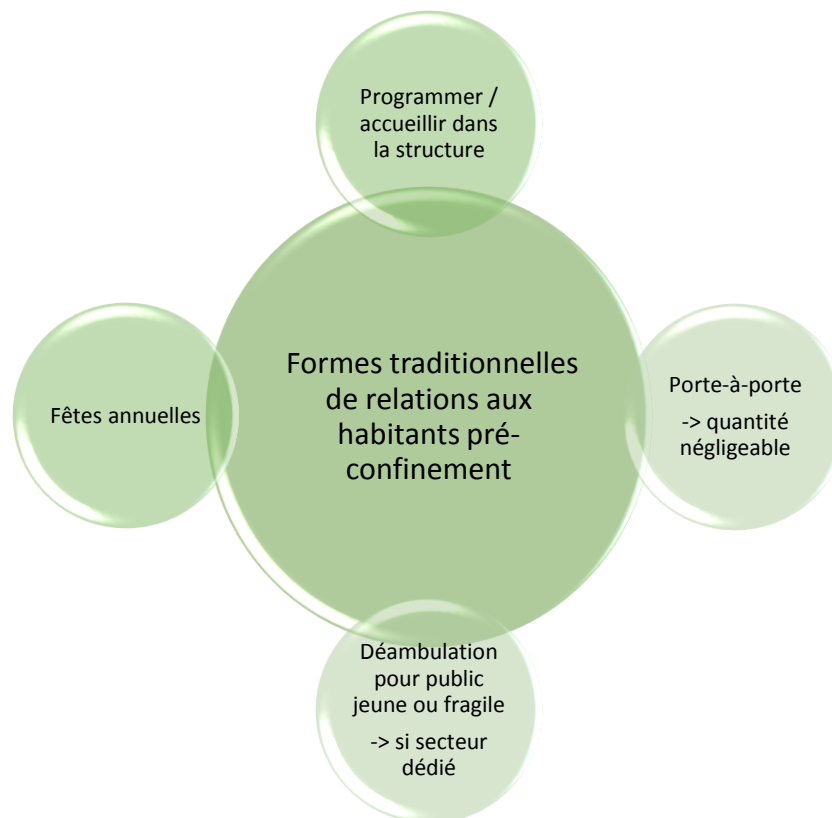 Programmer /
accueillir dans
la structure
Formes traditionnelles
de relations aux
habitants pré-
confinement
Fêtes annuelles
Porte-à-porte
-> quantité
négligeable
Déambulation
pour public
jeune ou fragile
-> si secteur
dédié